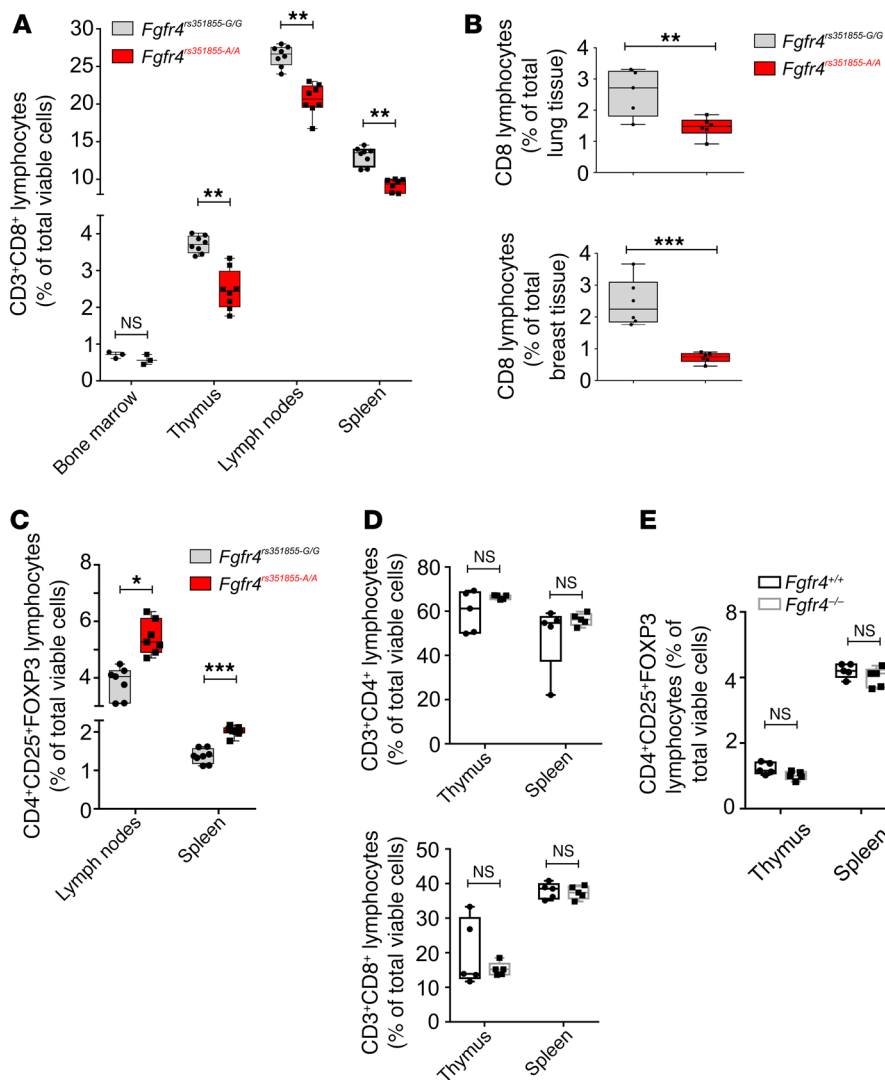 A
CD3+CD8+ lymphocytes
(% of total viable cells)
30
25
20
15
10
4
3
2
1
0
Fgfr4rs351855-G/G
Fgfr4rs351855-A/A
NS
**
**
**
Bone marrow
Thymus
Lymph nodes
Spleen
B
CD8 lymphocytes
(% of total
lung tissue)
4
3
2
1
0
**
Fgfr4rs351855-G/G
Fgfr4rs351855-A/A
CD8 lymphocytes
(% of total
breast tissue)
4
3
2
1
0
***
C
CD4+CD25+FOXP3 lymphocytes
(% of total viable cells)
8
6
4
2
1
0
Fgfr4rs351855-G/G
Fgfr4rs351855-A/A
*
***
Lymph nodes
Spleen
D
CD3+CD4+ lymphocytes
(% of total viable cells)
80
60
40
20
0
NS
NS
Thymus
Spleen
CD3+CD8+ lymphocytes
(% of total viable cells)
50
40
30
20
10
0
NS
NS
Thymus
Spleen
E
CD4+CD25+FOXP3
lymphocytes (% of
total viable cells)
8
4
2
0
Fgfr4+/+
Fgfr4−/−
NS
NS
Thymus
Spleen